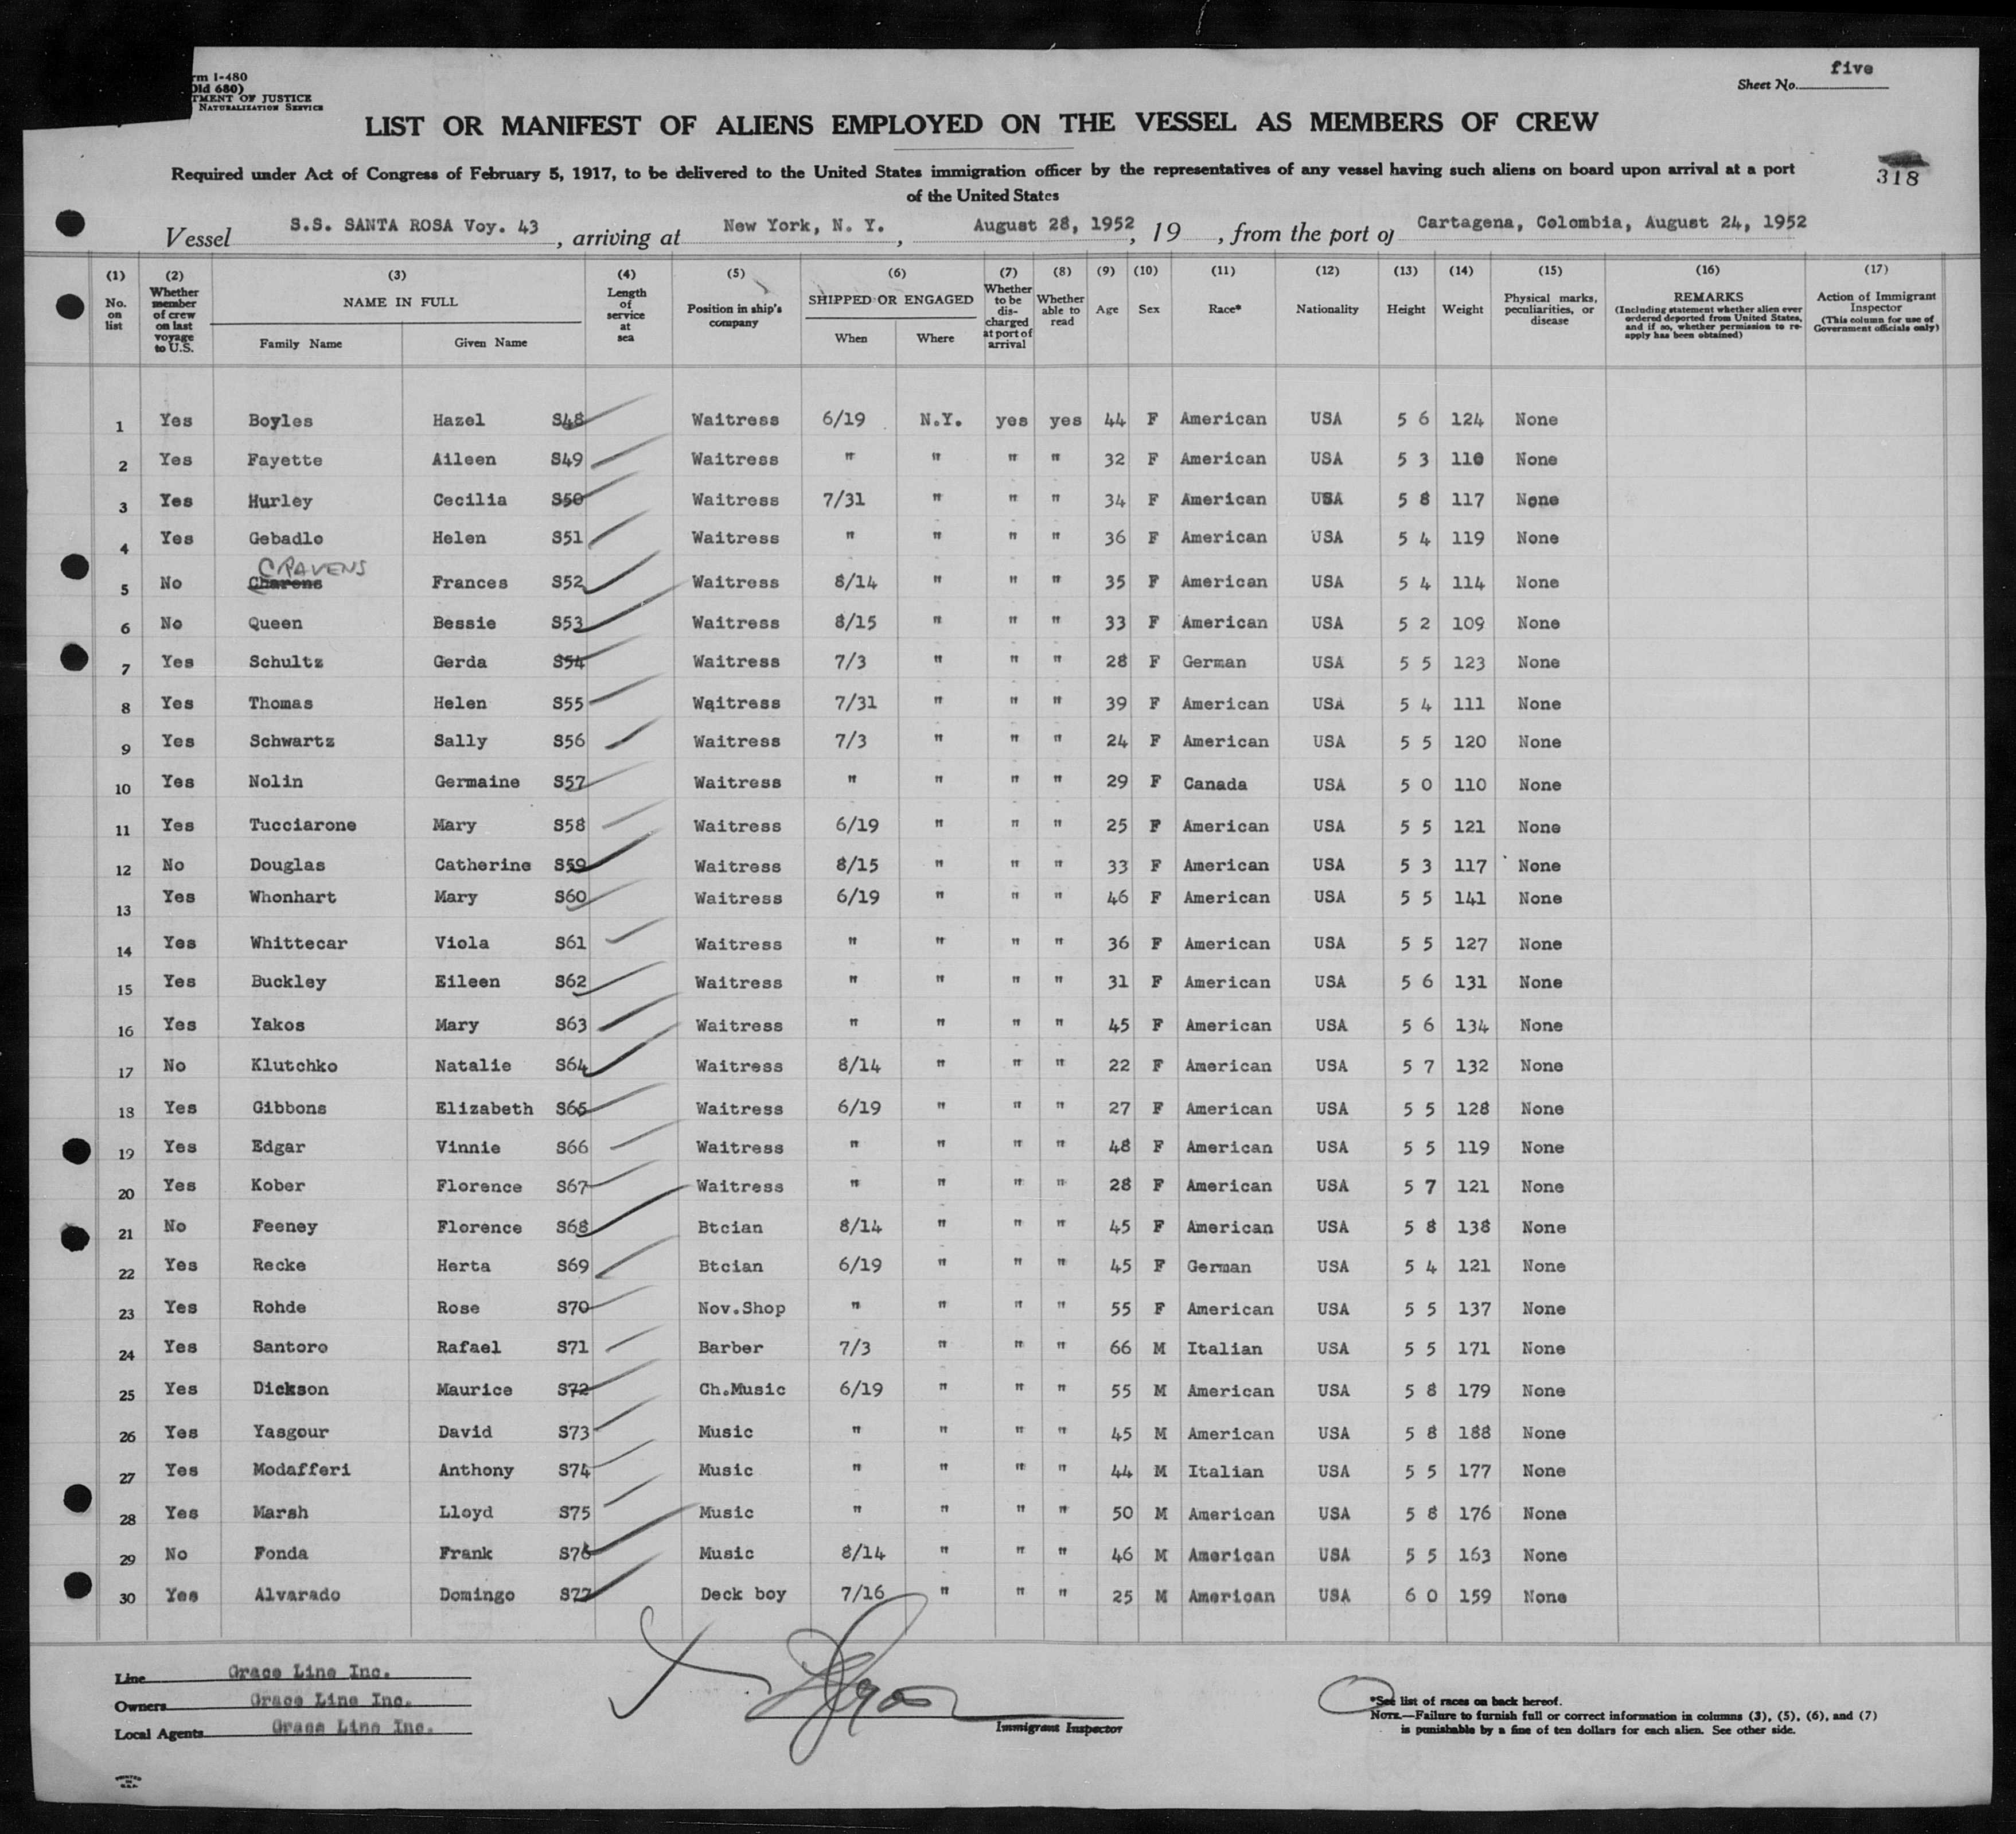 rm I-480
Old 680)
TMENT OF JUSTICE
NATURALIZATION SERVICE
Sheet No. five
LIST OR MANIFEST OF ALIENS EMPLOYED ON THE VESSEL AS MEMBERS OF CREW
Required under Act of Congress of February 5, 1917, to be delivered to the United States immigration officer by the representatives of any vessel having such aliens on board upon arrival at a port
of the United States
318
Vessel S.S. SANTA ROSA Voy. 43, arriving at New York, N. Y., August 28, 1952, 19 , from the port of Cartagena, Colombia, August 24, 1952
(1) (2) (3) (4) (5) (6) (7) (8) (9) (10) (11) (12) (13) (14) (15) (16) (17)
No. on list
Whether member of crew on last voyage to U.S.
NAME IN FULL
Family Name Given Name
Length of service at sea
Position in ship's company
SHIPPED OR ENGAGED
When Where
Whether to be discharged at port of arrival
Whether able to read
Age
Sex
Race*
Nationality
Height
Weight
Physical marks, peculiarities, or disease
REMARKS
(Including statement whether alien ever ordered deported from United States, and if so, whether permission to re-apply has been obtained)
Action of Immigrant Inspector
(This column for use of Government officials only)
1 Yes Boyles Hazel S48 Waitress 6/19 N.Y. yes yes 44 F American USA 5 6 124 None
2 Yes Fayette Aileen S49 Waitress " " " " 32 F American USA 5 3 110 None
3 Yes Hurley Cecilia S50 Waitress 7/31 " " " 34 F American USA 5 8 117 None
4 Yes Gebadlo Helen S51 Waitress " " " " 36 F American USA 5 4 119 None
CRAVENS
5 No Charens Frances S52 Waitress 8/14 " " " 35 F American USA 5 4 114 None
6 No Queen Bessie S53 Waitress 8/15 " " " 33 F American USA 5 2 109 None
7 Yes Schultz Gerda S54 Waitress 7/3 " " " 28 F German USA 5 5 123 None
8 Yes Thomas Helen S55 Waitress 7/31 " " " 39 F American USA 5 4 111 None
9 Yes Schwartz Sally S56 Waitress 7/3 " " " 24 F American USA 5 5 120 None
10 Yes Nolin Germaine S57 Waitress " " " " 29 F Canada USA 5 0 110 None
11 Yes Tucciarone Mary S58 Waitress 6/19 " " " 25 F American USA 5 5 121 None
12 No Douglas Catherine S59 Waitress 8/15 " " " 33 F American USA 5 3 117 None
13 Yes Whonhart Mary S60 Waitress 6/19 " " " 46 F American USA 5 5 141 None
14 Yes Whittecar Viola S61 Waitress " " " " 36 F American USA 5 5 127 None
15 Yes Buckley Eileen S62 Waitress " " " " 31 F American USA 5 6 131 None
16 Yes Yakos Mary S63 Waitress " " " " 45 F American USA 5 6 134 None
17 No Klutchko Natalie S64 Waitress 8/14 " " " 22 F American USA 5 7 132 None
18 Yes Gibbons Elizabeth S65 Waitress 6/19 " " " 27 F American USA 5 5 128 None
19 Yes Edgar Vinnie S66 Waitress " " " " 48 F American USA 5 5 119 None
20 Yes Kober Florence S67 Waitress " " " " 28 F American USA 5 7 121 None
21 No Feeney Florence S68 Btcian 8/14 " " " 45 F American USA 5 8 138 None
22 Yes Recke Herta S69 Btcian 6/19 " " " 45 F German USA 5 4 121 None
23 Yes Rohde Rose S70 Nov.Shop " " " " 55 F American USA 5 5 137 None
24 Yes Santoro Rafael S71 Barber 7/3 " " " 66 M Italian USA 5 5 171 None
25 Yes Dickson Maurice S72 Ch.Music 6/19 " " " 55 M American USA 5 8 179 None
26 Yes Yasgour David S73 Music " " " " 45 M American USA 5 8 188 None
27 Yes Modafferi Anthony S74 Music " " " " 44 M Italian USA 5 5 177 None
28 Yes Marsh Lloyd S75 Music " " " " 50 M American USA 5 8 176 None
29 No Fonda Frank S76 Music 8/14 " " " 46 M American USA 5 5 163 None
30 Yes Alvarado Domingo S77 Deck boy 7/16 " " " 25 M American USA 6 0 159 None
Line Grace Line Inc.
Owners Grace Line Inc.
Local Agents Grace Line Inc.
Immigrant Inspector
*See list of races on back hereof.
NOTE.—Failure to furnish full or correct information in columns (3), (5), (6), and (7)
is punishable by a fine of ten dollars for each alien. See other side.
PRINTED
IN
U.S.A.